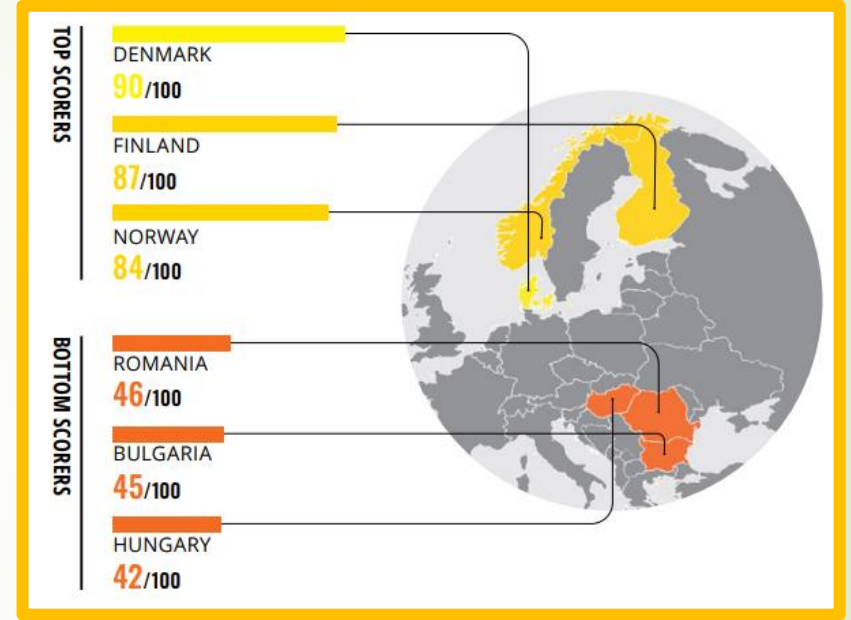 TOP SCORERS
DENMARK
90/100
FINLAND
87/100
NORWAY
84/100
BOTTOM SCORERS
ROMANIA
46/100
BULGARIA
45/100
HUNGARY
42/100